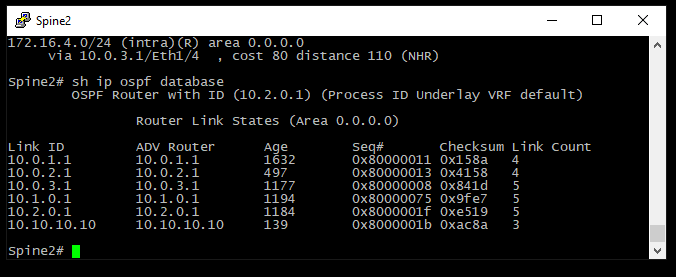 Spine2
172.16.4.0/24 (intra)(R) area 0.0.0.0
via 10.0.3.1/Eth1/4 , cost 80 distance 110 (NHR)
Spine2# sh ip ospf database
OSPF Router with ID (10.2.0.1) (Process ID Underlay VRF default)
Router Link States (Area 0.0.0.0)
Link ID ADV Router Age Seq# Checksum Link Count
10.0.1.1 10.0.1.1 1632 0x80000011 0x158a 4
10.0.2.1 10.0.2.1 497 0x80000013 0x4158 4
10.0.3.1 10.0.3.1 1177 0x80000008 0x841d 5
10.1.0.1 10.1.0.1 1194 0x80000075 0x9fe7 5
10.2.0.1 10.2.0.1 1184 0x8000001f 0xe519 5
10.10.10.10 10.10.10.10 139 0x8000001b 0xac8a 3
Spine2#